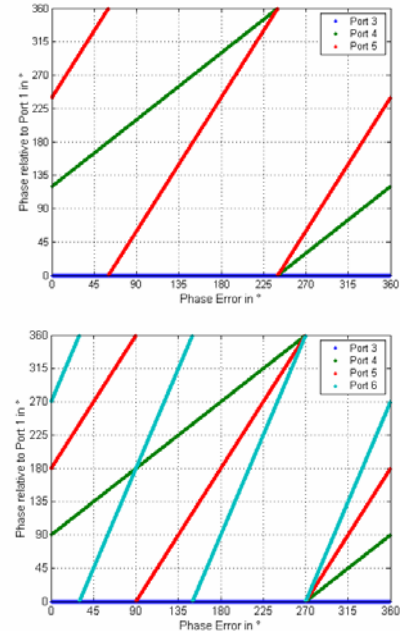 360
315
270
225
180
135
90
45
0
Phase relative to Port 1 in °
Port 3
Port 4
Port 5
0 45 90 135 180 225 270 315 360
Phase Error in °
360
315
270
225
180
135
90
45
0
Phase relative to Port 1 in °
Port 3
Port 4
Port 5
Port 6
0 45 90 135 180 225 270 315 360
Phase Error in °